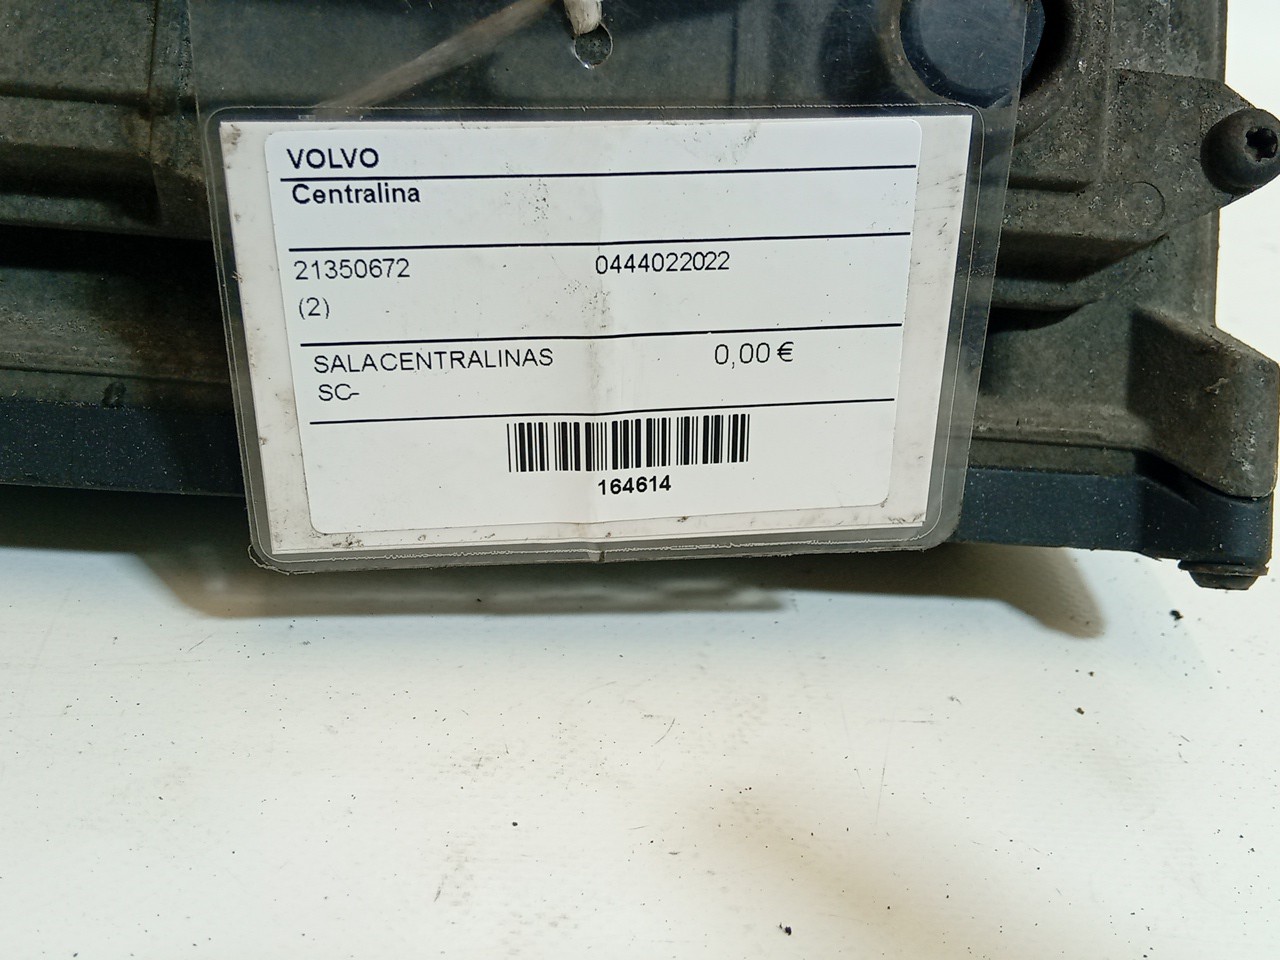 VOLVO
Centralina
21350672 0444022022
(2)
SALACENTRALINAS 0,00 €
SC-
164614